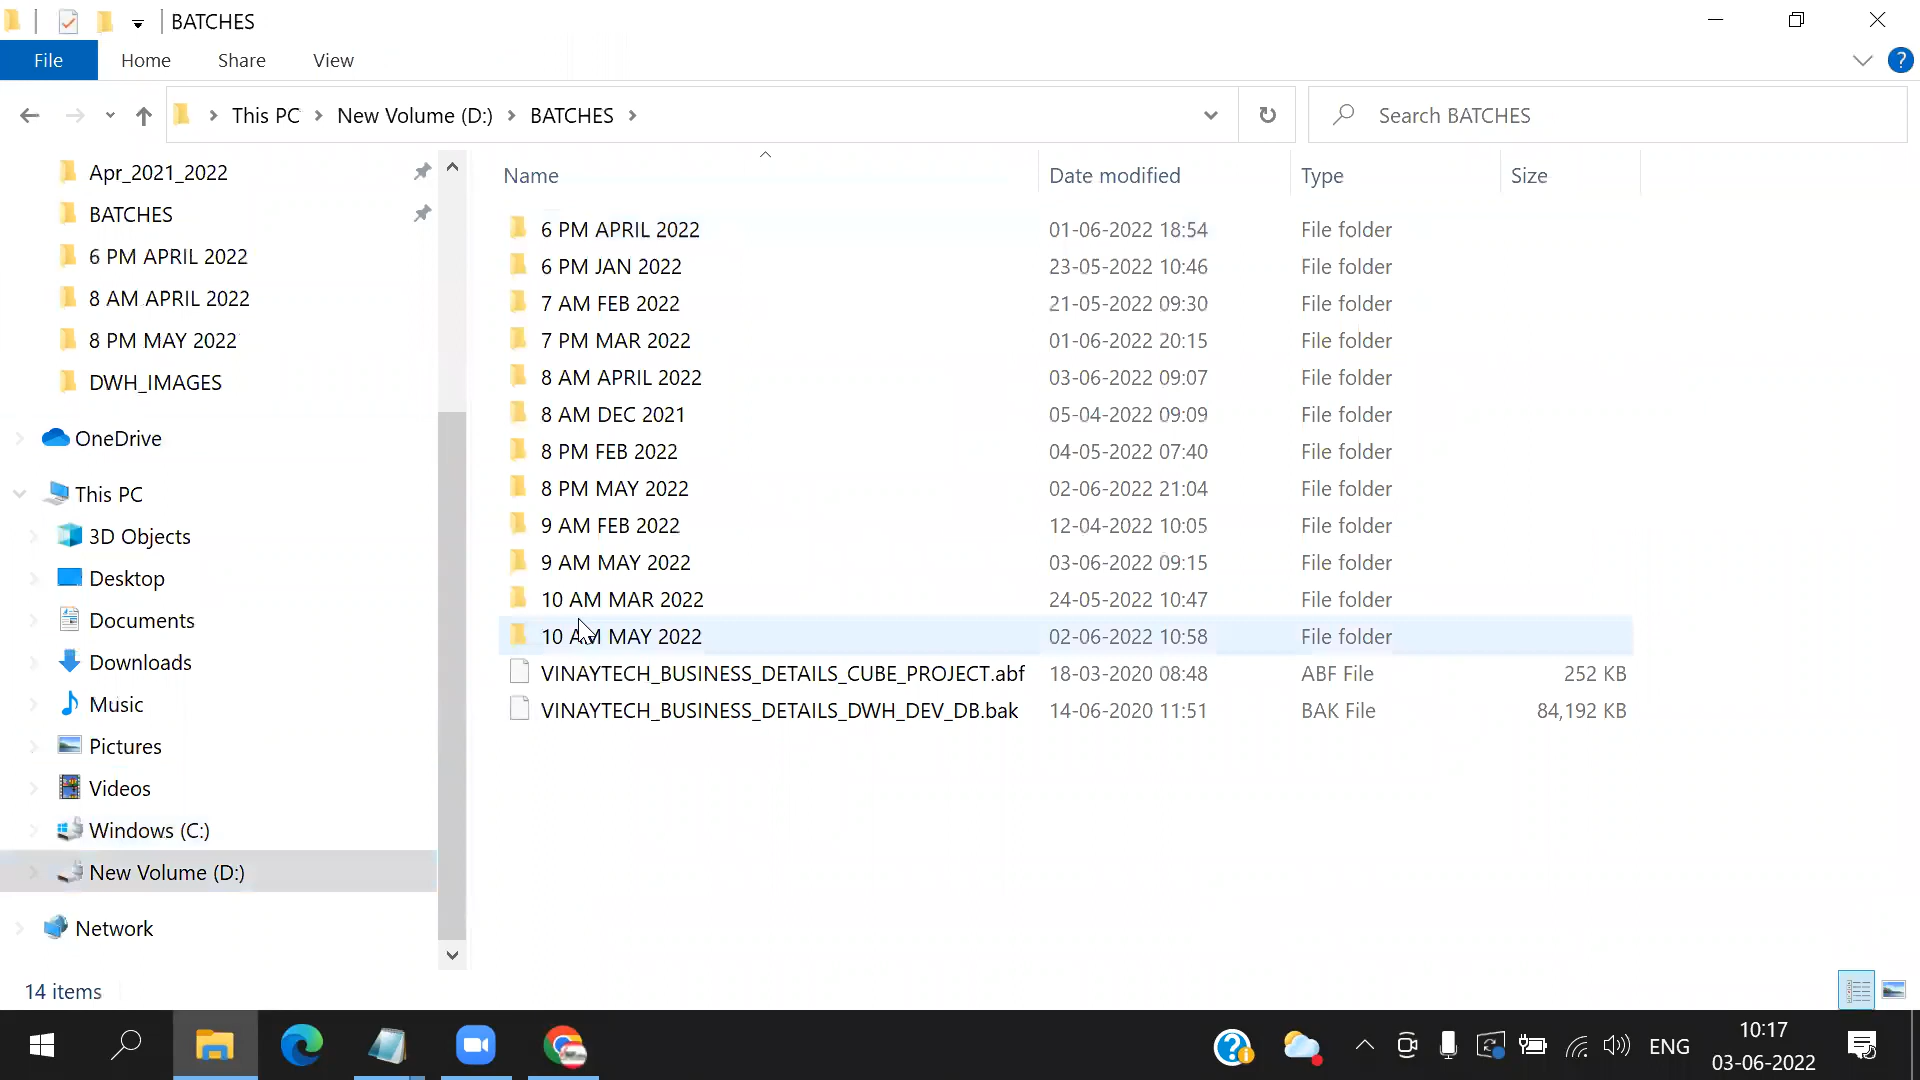 BATCHES
File Home Share View
This PC New Volume (D:) BATCHES Search BATCHES
Name Date modified Type Size
Apr_2021_2022
BATCHES
6 PM APRIL 2022
8 AM APRIL 2022
8 PM MAY 2022
DWH_IMAGES
OneDrive
This PC
3D Objects
Desktop
Documents
Downloads
Music
Pictures
Videos
Windows (C:)
New Volume (D:)
Network
6 PM APRIL 2022 01-06-2022 18:54 File folder
6 PM JAN 2022 23-05-2022 10:46 File folder
7 AM FEB 2022 21-05-2022 09:30 File folder
7 PM MAR 2022 01-06-2022 20:15 File folder
8 AM APRIL 2022 03-06-2022 09:07 File folder
8 AM DEC 2021 05-04-2022 09:09 File folder
8 PM FEB 2022 04-05-2022 07:40 File folder
8 PM MAY 2022 02-06-2022 21:04 File folder
9 AM FEB 2022 12-04-2022 10:05 File folder
9 AM MAY 2022 03-06-2022 09:15 File folder
10 AM MAR 2022 24-05-2022 10:47 File folder
10 AM MAY 2022 02-06-2022 10:58 File folder
VINAYTECH_BUSINESS_DETAILS_CUBE_PROJECT.abf 18-03-2020 08:48 ABF File 252 KB
VINAYTECH_BUSINESS_DETAILS_DWH_DEV_DB.bak 14-06-2020 11:51 BAK File 84,192 KB
14 items
ENG
10:17
03-06-2022